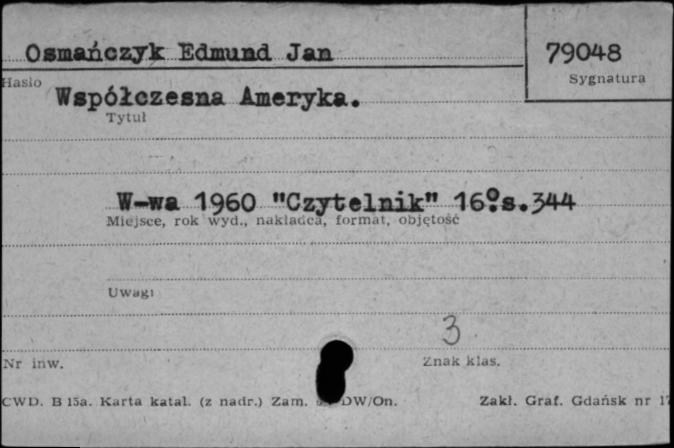 Osmańczyk Edmund Jan
79048
Hasło
Sygnatura
Współczesna Ameryka.
Tytuł
W-wa 1960 "Czytelnik" 16°s.344
Miejsce, rok wyd., nakładca, format, objętość
Uwagi
3
Nr inw.
Znak klas.
CWD. B 15a. Karta katal. (z nadr.) Zam. DW/On.
Zakł. Graf. Gdańsk nr 17